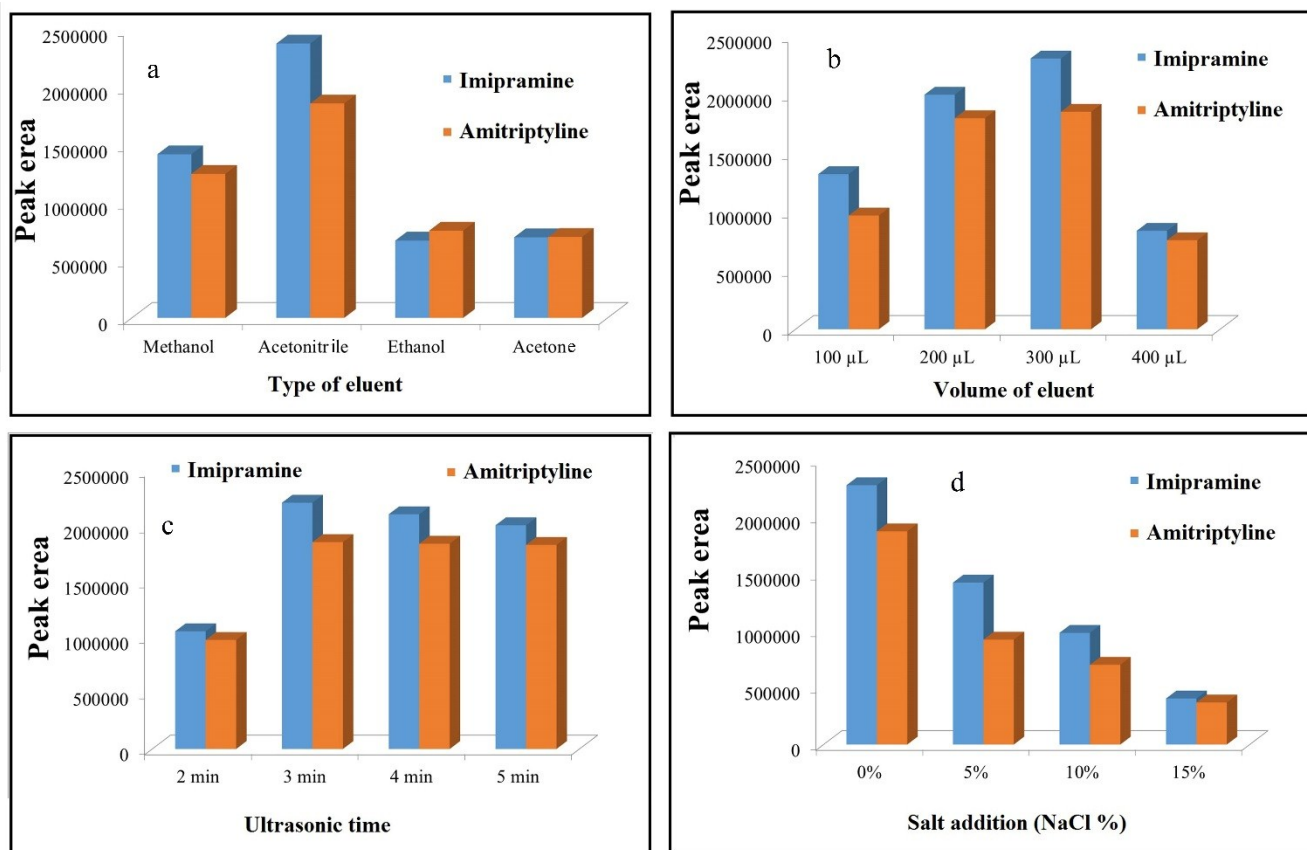 a
Imipramine
Amitriptyline
Peak erea
2500000
2000000
1500000
1000000
500000
0
Methanol Acetonitrile Ethanol Acetone
Type of eluent
b
Imipramine
Amitriptyline
Peak erea
2500000
2000000
1500000
1000000
500000
0
100 µL 200 µL 300 µL 400 µL
Volume of eluent
Imipramine Amitriptyline
c
Peak erea
2500000
2000000
1500000
1000000
500000
0
2 min 3 min 4 min 5 min
Ultrasonic time
d
Imipramine
Amitriptyline
Peak erea
2500000
2000000
1500000
1000000
500000
0
0% 5% 10% 15%
Salt addition (NaCl %)